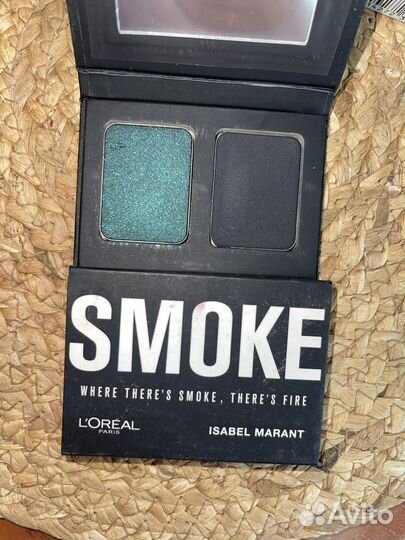 SMOKE
WHERE THERE'S SMOKE, THERE'S FIRE
L'ORÉAL
PARIS
ISABEL MARANT
Avito